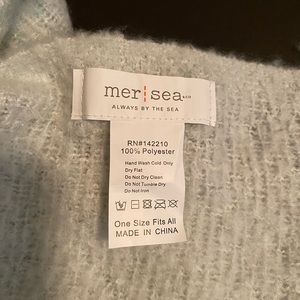 mer sea & co
ALWAYS BY THE SEA
RN#142210
100% Polyester
Hand Wash Cold Only
Dry Flat
Do Not Dry Clean
Do Not Tumble Dry
Do Not Iron
One Size Fits All
MADE IN CHINA